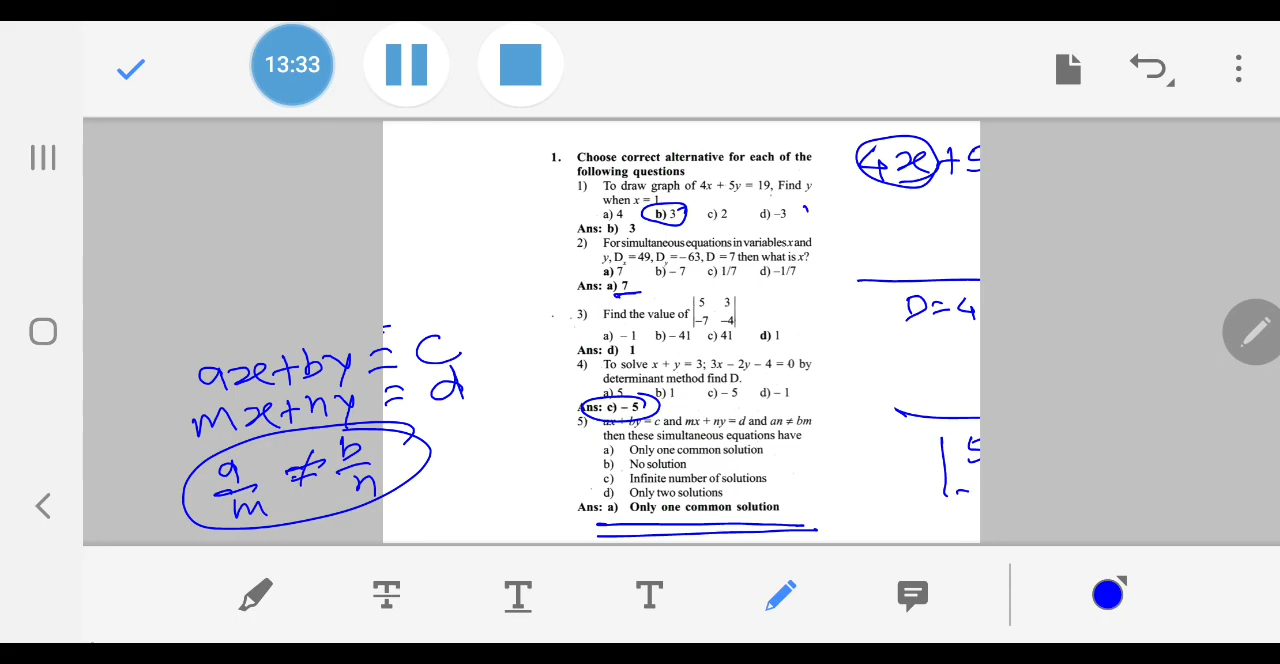 13:33
1. Choose correct alternative for each of the
following questions
1) To draw graph of 4x + 5y = 19, Find y
when x = 1
a) 4 b) 3 c) 2 d) –3
Ans: b) 3
2) For simultaneous equations in variables x and
y, Dx = 49, Dy = – 63, D = 7 then what is x?
a) 7 b) – 7 c) 1/7 d) –1/7
Ans: a) 7
3) Find the value of | 5 3 |
| –7 –4 |
a) – 1 b) – 41 c) 41 d) 1
Ans: d) 1
4) To solve x + y = 3; 3x – 2y – 4 = 0 by
determinant method find D.
a) 5 b) 1 c) – 5 d) – 1
Ans: c) – 5
5) ax + by = c and mx + ny = d and an ≠ bm
then these simultaneous equations have
a) Only one common solution
b) No solution
c) Infinite number of solutions
d) Only two solutions
Ans: a) Only one common solution
ax+by = c
mx+ny = d
a/m ≠ b/n
4x + 5
D = 4
| 5
| –
T T T